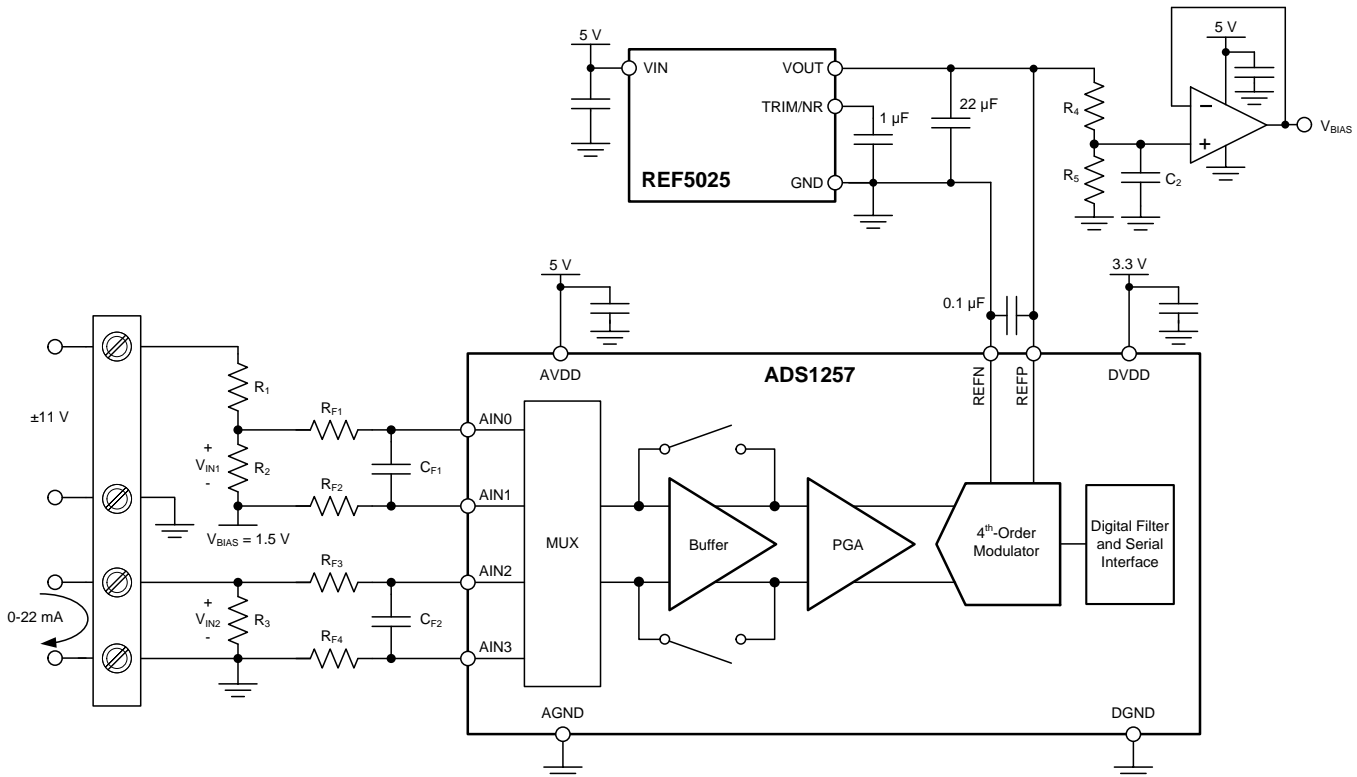 5 V
VIN
VOUT
TRIM/NR
GND
REF5025
1 µF
22 µF
R4
R5
C2
5 V
−
+
VBIAS
5 V
0.1 µF
3.3 V
AVDD
ADS1257
REFN
REFP
DVDD
±11 V
R1
+
VIN1
-
R2
VBIAS = 1.5 V
RF1
RF2
CF1
AIN0
AIN1
0-22 mA
+
VIN2
-
R3
RF3
RF4
CF2
AIN2
AIN3
MUX
Buffer
PGA
4th-Order
Modulator
Digital Filter
and Serial
Interface
AGND
DGND